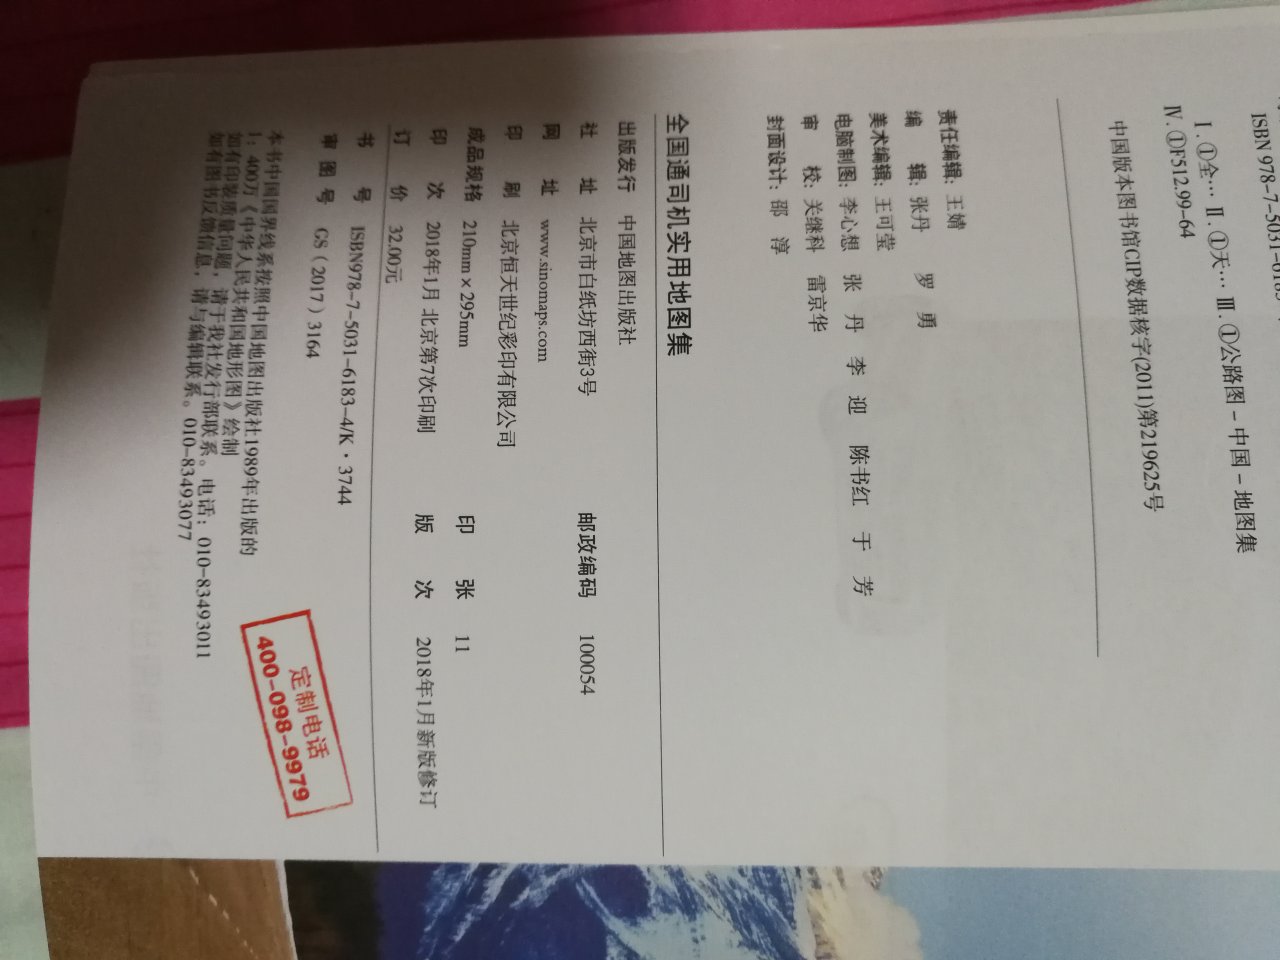 ISBN 978-7-5031-6183-4
Ⅰ.①全… Ⅱ.①天… Ⅲ.①公路图－中国－地图集
Ⅳ.①F512.99-64
中国版本图书馆CIP数据核字(2011)第219625号
责任编辑：王婧
编 辑：张丹 罗 勇
美术编辑：王可莹
电脑制图：李心想 张 丹 李 迎 陈书红 于 芳
审 校：关继科 雷京华
封面设计：邵 淳
全国通司机实用地图集
出版发行 中国地图出版社
社 址 北京市白纸坊西街3号 邮政编码 100054
网 址 www.sinomaps.com
印 刷 北京恒天世纪彩印有限公司
成品规格 210mm×295mm 印 张 11
印 次 2018年1月 北京第7次印刷 版 次 2018年1月新版修订
订 价 32.00元
书 号 ISBN978-7-5031-6183-4/K·3744
审 图 号 GS（2017）3164
本书中国国界线系按照中国地图出版社1989年出版的
1：400万《中华人民共和国地形图》绘制
如有印装质量问题，请于我社发行部联系。电话：010-83493011
如有图书反馈信息，请与编辑联系。010-83493077
定制电话
400-098-9979